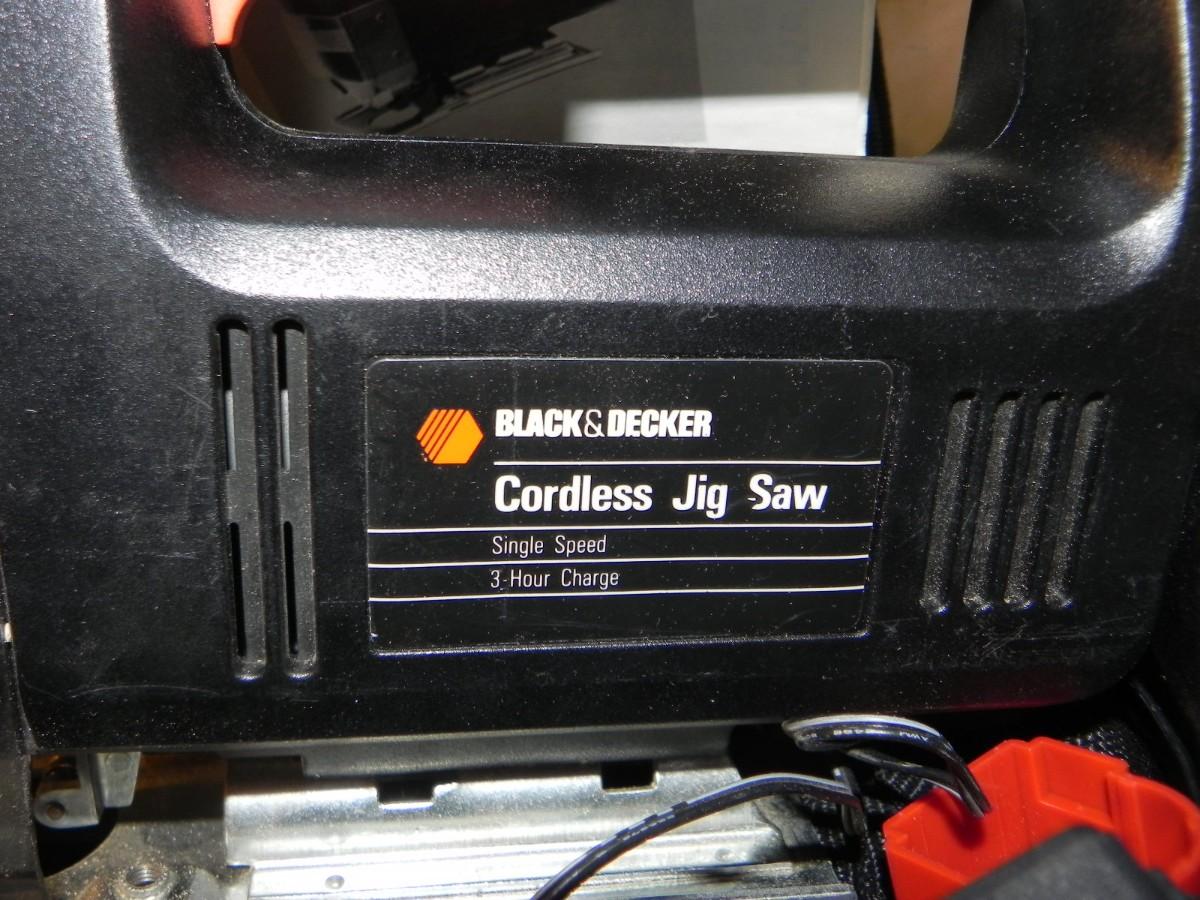 BLACK & DECKER
Cordless Jig Saw
Single Speed
3-Hour Charge